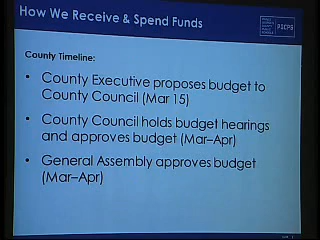 How We Receive & Spend Funds
PICPS
County Timeline:
• County Executive proposes budget to
County Council (Mar 15)
• County Council holds budget hearings
and approves budget (Mar–Apr)
• General Assembly approves budget
(Mar–Apr)